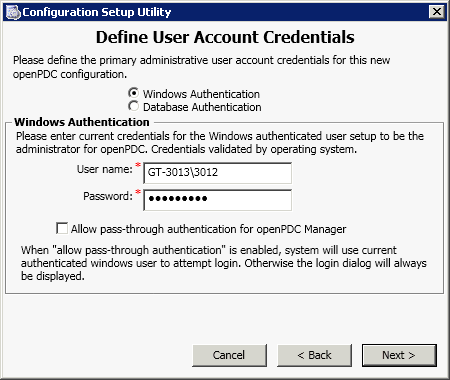 Configuration Setup Utility
Define User Account Credentials
Please define the primary administrative user account credentials for this new
openPDC configuration.
Windows Authentication
Database Authentication
Windows Authentication
Please enter current credentials for the Windows authenticated user setup to be the
administrator for openPDC. Credentials validated by operating system.
User name: * GT-3013\3012
Password: * ●●●●●●●●●
Allow pass-through authentication for openPDC Manager
When "allow pass-through authentication" is enabled, system will use current
authenticated windows user to attempt login. Otherwise the login dialog will always
be displayed.
Cancel < Back Next >